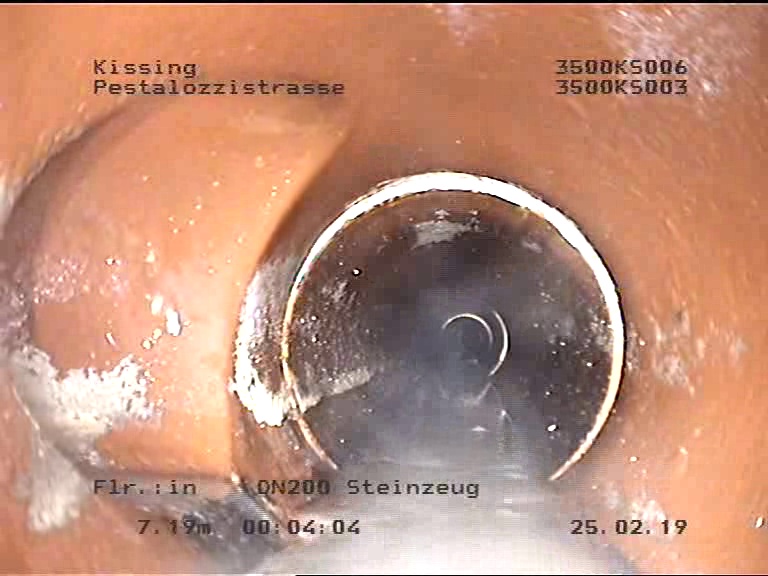 Kissing 3500KS006
Pestalozzistrasse 3500KS003
Flr.:in DN200 Steinzeug
7.19m 00:04:04 25.02.19